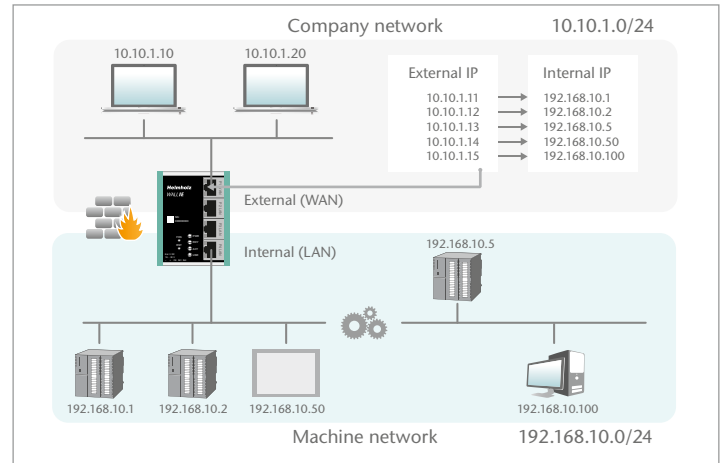 Company network 10.10.1.0/24
10.10.1.10
10.10.1.20
External IP Internal IP
10.10.1.11 192.168.10.1
10.10.1.12 192.168.10.2
10.10.1.13 192.168.10.5
10.10.1.14 192.168.10.50
10.10.1.15 192.168.10.100
Helmholz
WALL IE
External (WAN)
Internal (LAN)
192.168.10.5
192.168.10.1
192.168.10.2
192.168.10.50
192.168.10.100
Machine network 192.168.10.0/24